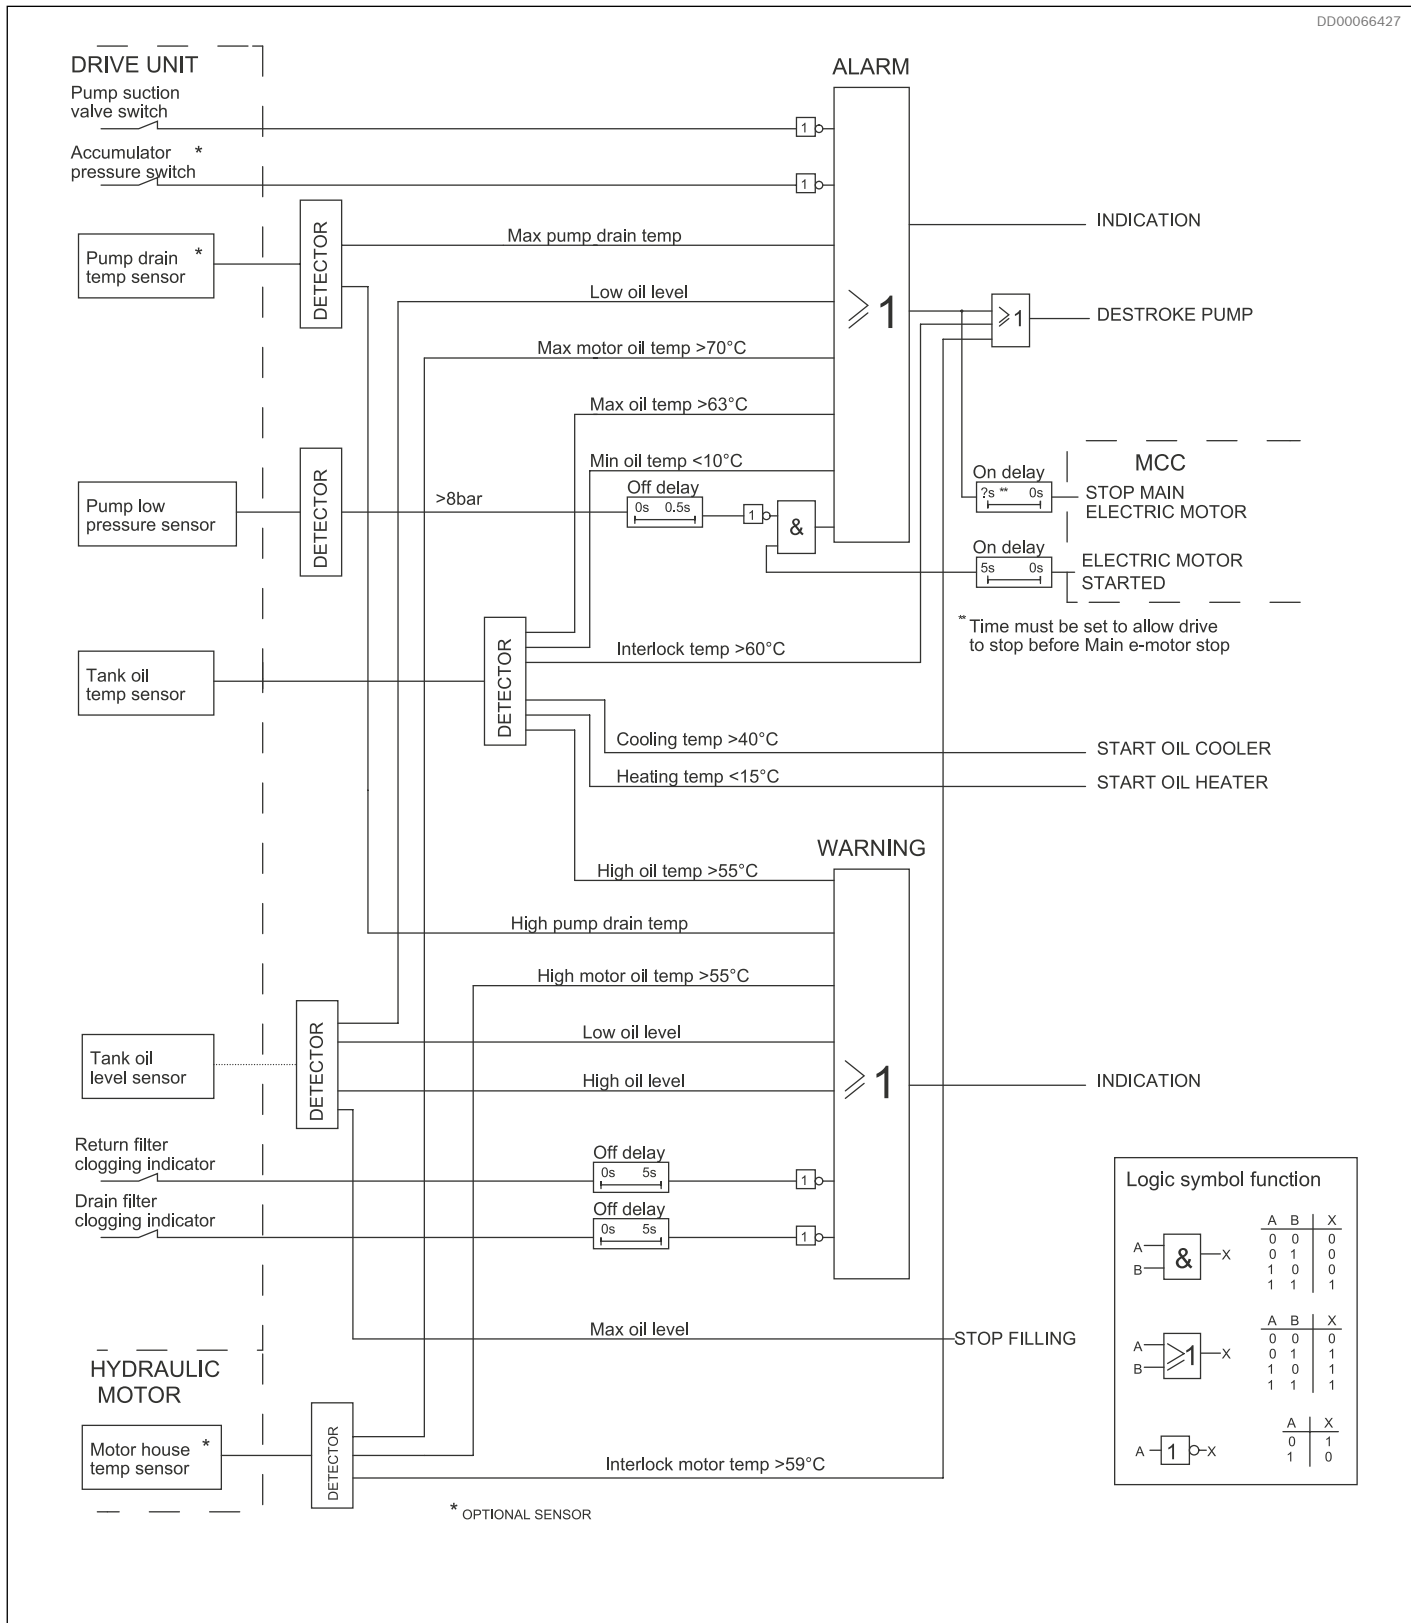 DD00066427
DRIVE UNIT
Pump suction
valve switch
ALARM
1
Accumulator *
pressure switch
1
INDICATION
Pump drain *
temp sensor
DETECTOR
Max pump drain temp
Low oil level
≥1
≥1
DESTROKE PUMP
Max motor oil temp >70°C
Max oil temp >63°C
Min oil temp <10°C
Pump low
pressure sensor
DETECTOR
>8bar
Off delay
0s 0.5s
1
&
On delay
?s ** 0s
MCC
STOP MAIN
ELECTRIC MOTOR
On delay
5s 0s
ELECTRIC MOTOR
STARTED
** Time must be set to allow drive
to stop before Main e-motor stop
Tank oil
temp sensor
DETECTOR
Interlock temp >60°C
Cooling temp >40°C
START OIL COOLER
Heating temp <15°C
START OIL HEATER
WARNING
High oil temp >55°C
High pump drain temp
High motor oil temp >55°C
Tank oil
level sensor
DETECTOR
Low oil level
High oil level
≥1
INDICATION
Return filter
clogging indicator
Off delay
0s 5s
1
Drain filter
clogging indicator
Off delay
0s 5s
1
Max oil level
STOP FILLING
HYDRAULIC
MOTOR
Motor house *
temp sensor
DETECTOR
Interlock motor temp >59°C
* OPTIONAL SENSOR
Logic symbol function
A B X
0 0 0
0 1 0
1 0 0
1 1 1
A
B
&
X
A B X
0 0 0
0 1 1
1 0 1
1 1 1
A
B
≥1
X
A X
0 1
1 0
A
1
X